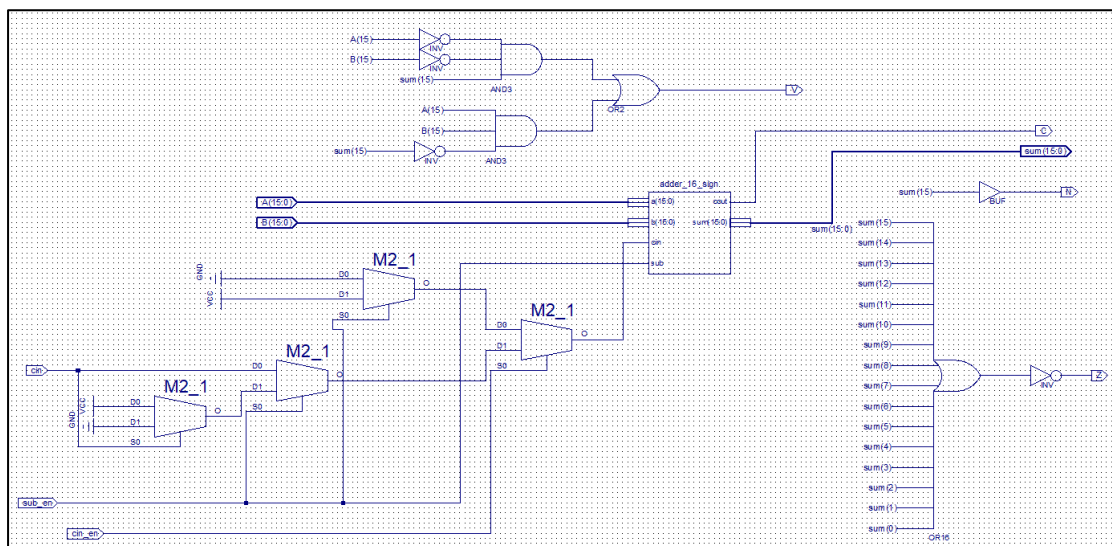 A(15)
INV
B(15)
INV
sum(15)
AND3
OR2
V
A(15)
B(15)
sum(15)
INV
AND3
C
sum(15:0)
adder_16_sign
A(15:0)
a(15:0)
cout
B(15:0)
b(15:0)
sum(15:0)
sum(15:0)
cin
sub
sum(15)
BUF
N
sum(15)
sum(14)
sum(13)
sum(12)
sum(11)
sum(10)
sum(9)
sum(8)
sum(7)
sum(6)
sum(5)
sum(4)
sum(3)
sum(2)
sum(1)
sum(0)
OR16
INV
Z
M2_1
GND
D0
VCC
D1
S0
O
M2_1
D0
D1
S0
O
M2_1
cin
D0
D1
S0
O
M2_1
VCC
D0
GND
D1
S0
O
sub_en
cin_en